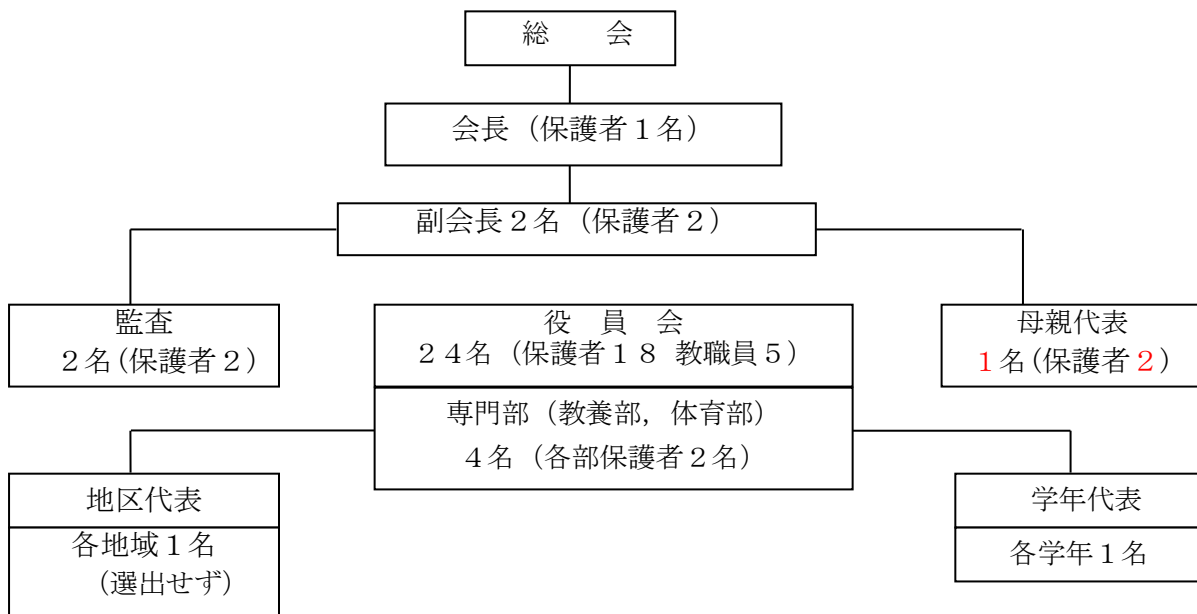 総　　会
会長（保護者１名）
副会長２名（保護者２）
監査
２名（保護者２）
役　員　会
２４名（保護者１８ 教職員５）
母親代表
１名（保護者２）
専門部（教養部，体育部）
４名（各部保護者２名）
地区代表
各地域１名
（選出せず）
学年代表
各学年１名